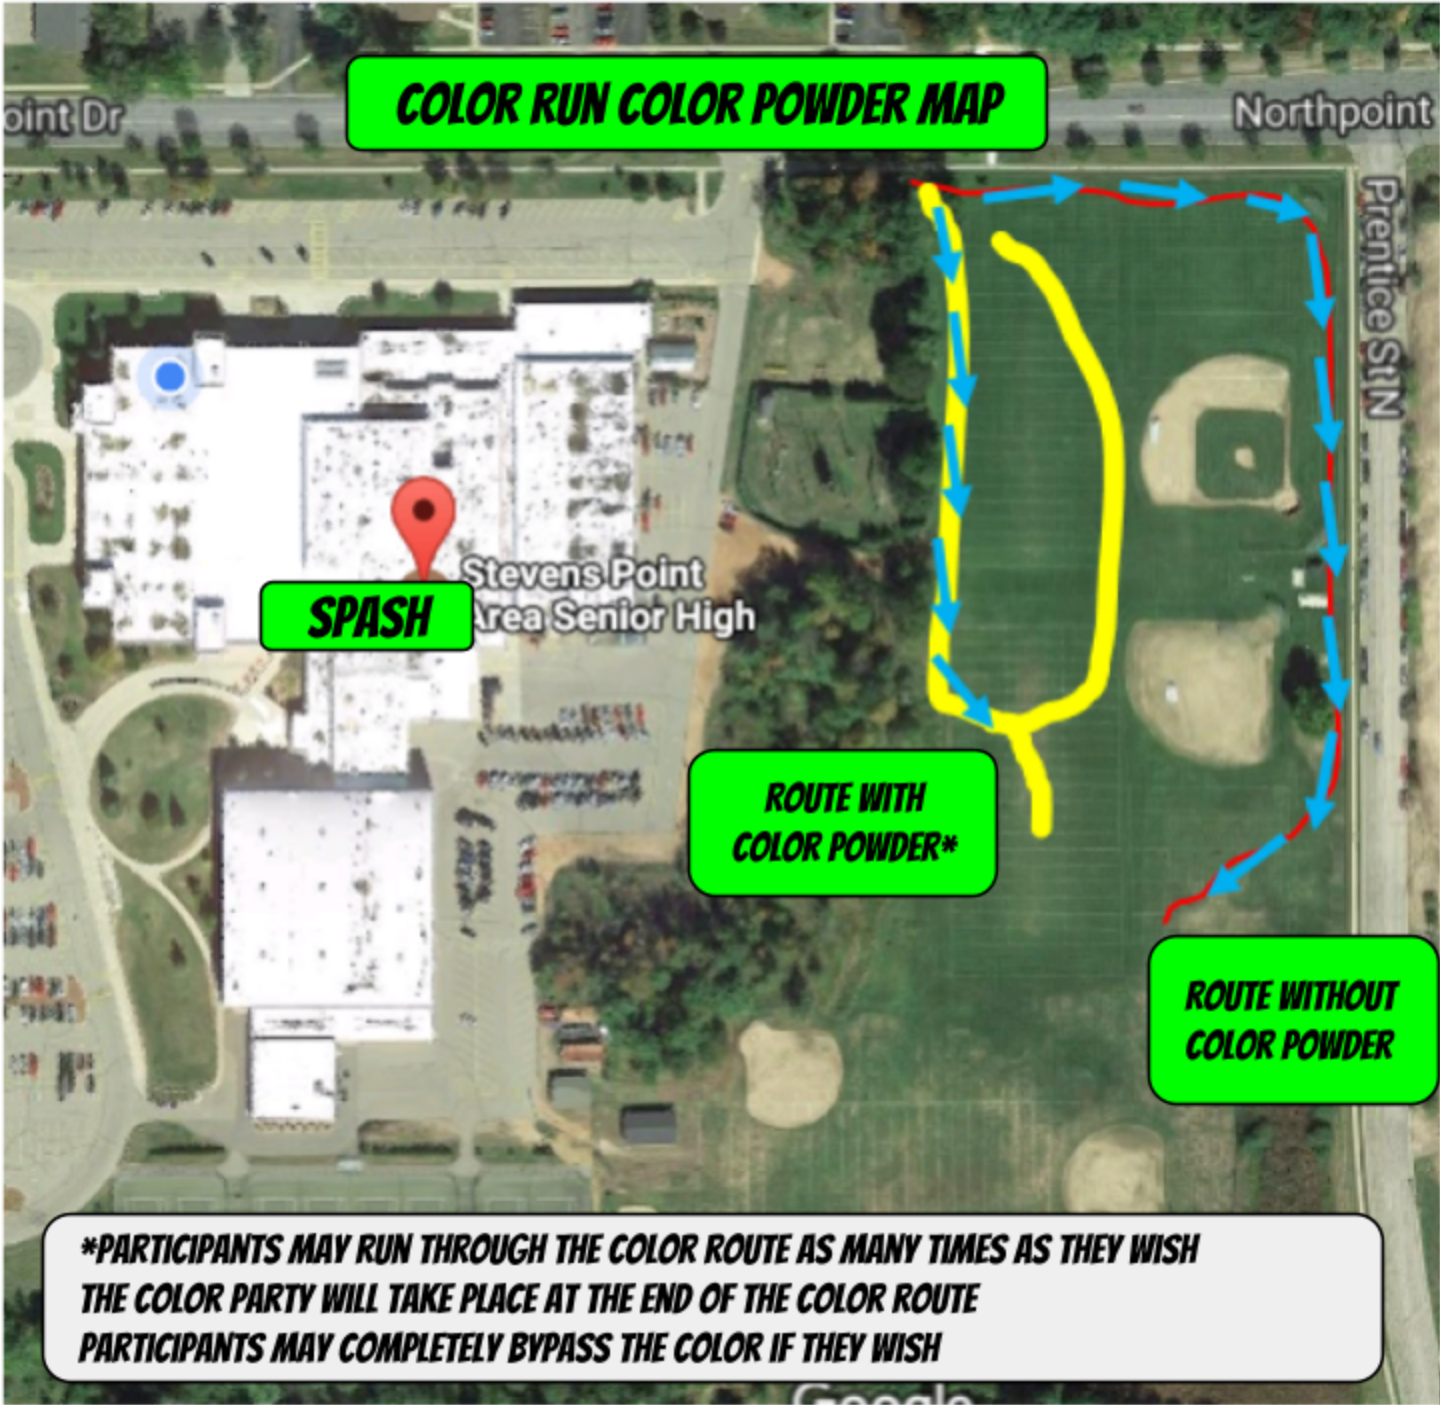 COLOR RUN COLOR POWDER MAP
oint Dr
Northpoint
Prentice St N
Stevens Point
Area Senior High
SPASH
ROUTE WITH
COLOR POWDER*
ROUTE WITHOUT
COLOR POWDER
*PARTICIPANTS MAY RUN THROUGH THE COLOR ROUTE AS MANY TIMES AS THEY WISH
THE COLOR PARTY WILL TAKE PLACE AT THE END OF THE COLOR ROUTE
PARTICIPANTS MAY COMPLETELY BYPASS THE COLOR IF THEY WISH
Google